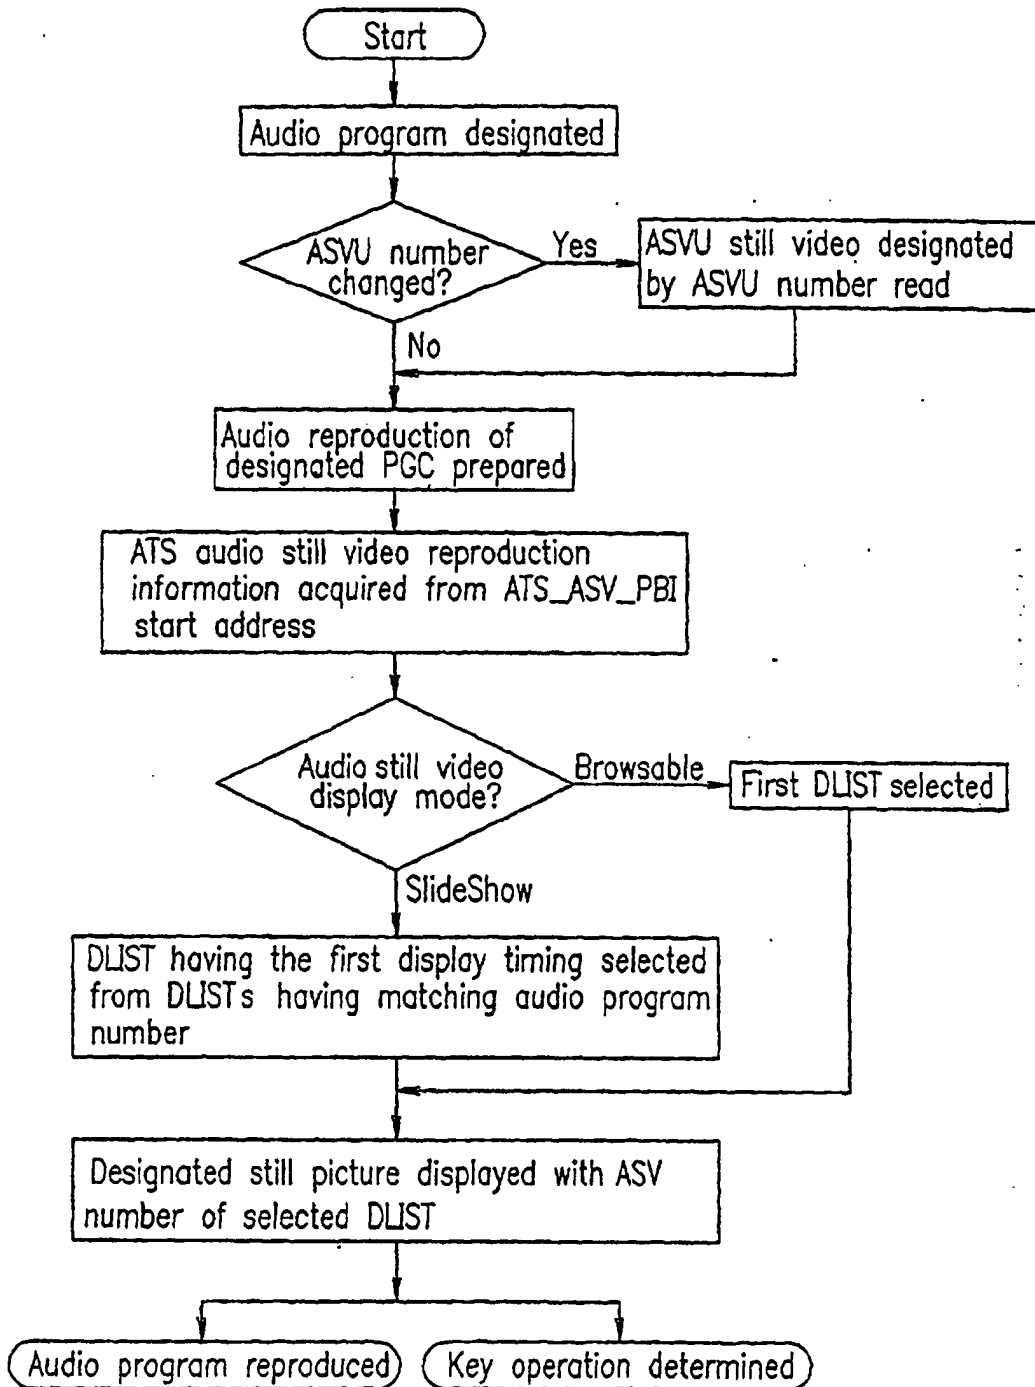 Start
Audio program designated
ASVU number
changed?
Yes
ASVU still video designated
by ASVU number read
No
Audio reproduction of
designated PGC prepared
ATS audio still video reproduction
information acquired from ATS_ASV_PBI
start address
Audio still video
display mode?
Browsable
First DLIST selected
SlideShow
DLIST having the first display timing selected
from DLISTs having matching audio program
number
Designated still picture displayed with ASV
number of selected DLIST
Audio program reproduced
Key operation determined